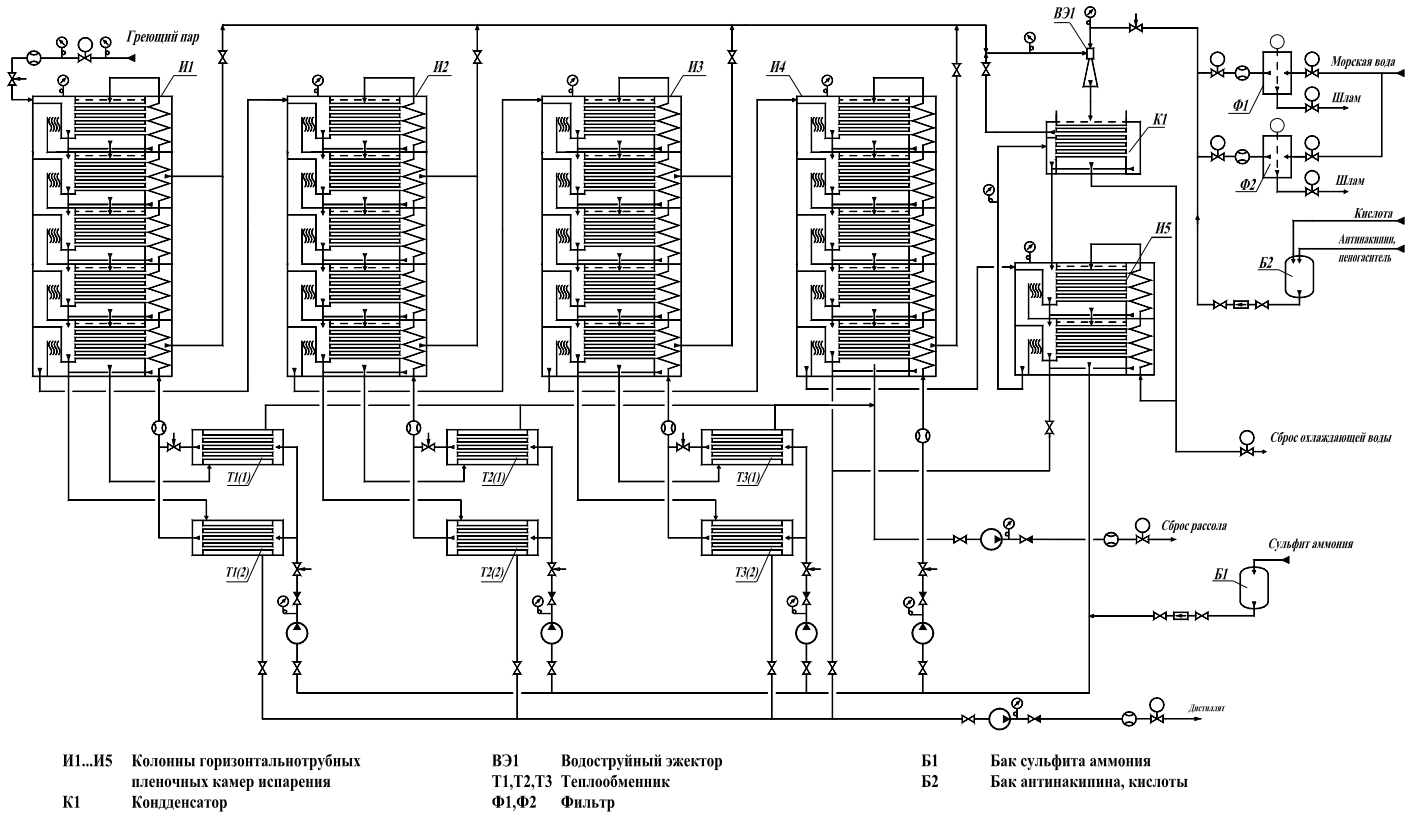 ВЭ1
Греющий пар
И1
И2
И3
И4
Морская вода
Ф1
Шлам
К1
Ф2
Шлам
Кислота
И5
Антинакипин,
пеногаситель
Б2
Т1(1)
Т2(1)
Т3(1)
Сброс охлаждающей воды
Сброс рассола
Сульфит аммония
Т1(2)
Т2(2)
Т3(2)
Б1
Дистиллят
И1...И5 Колонны горизонтальнотрубных
пленочных камер испарения
К1 Кондденсатор
ВЭ1 Водоструйный эжектор
Т1,Т2,Т3 Теплообменник
Ф1,Ф2 Фильтр
Б1 Бак сульфита аммония
Б2 Бак антинакипина, кислоты